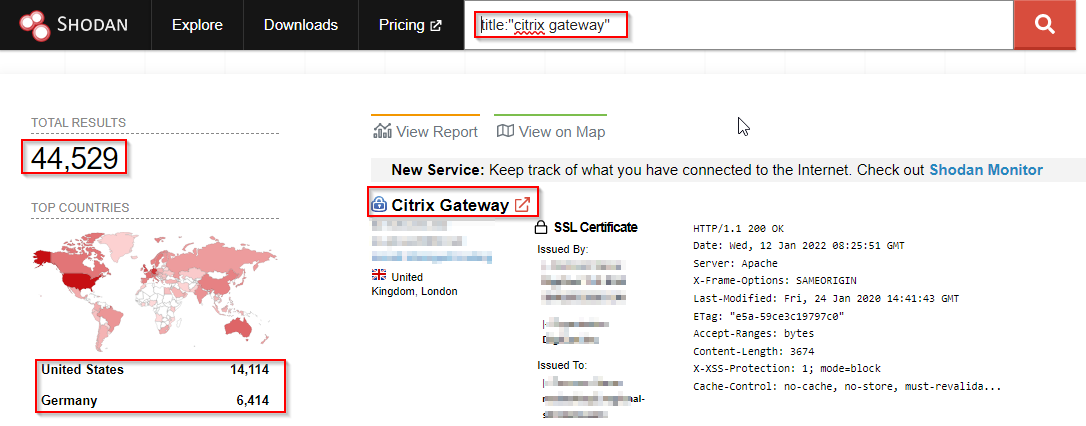 SHODAN Explore Downloads Pricing title:"citrix gateway"
TOTAL RESULTS
44,529
TOP COUNTRIES
United States 14,114
Germany 6,414
View Report View on Map
New Service: Keep track of what you have connected to the Internet. Check out Shodan Monitor
Citrix Gateway
United
Kingdom, London
SSL Certificate
Issued By:
Issued To:
HTTP/1.1 200 OK
Date: Wed, 12 Jan 2022 08:25:51 GMT
Server: Apache
X-Frame-Options: SAMEORIGIN
Last-Modified: Fri, 24 Jan 2020 14:41:43 GMT
ETag: "e5a-59ce3c19797c0"
Accept-Ranges: bytes
Content-Length: 3674
X-XSS-Protection: 1; mode=block
Cache-Control: no-cache, no-store, must-revalida...